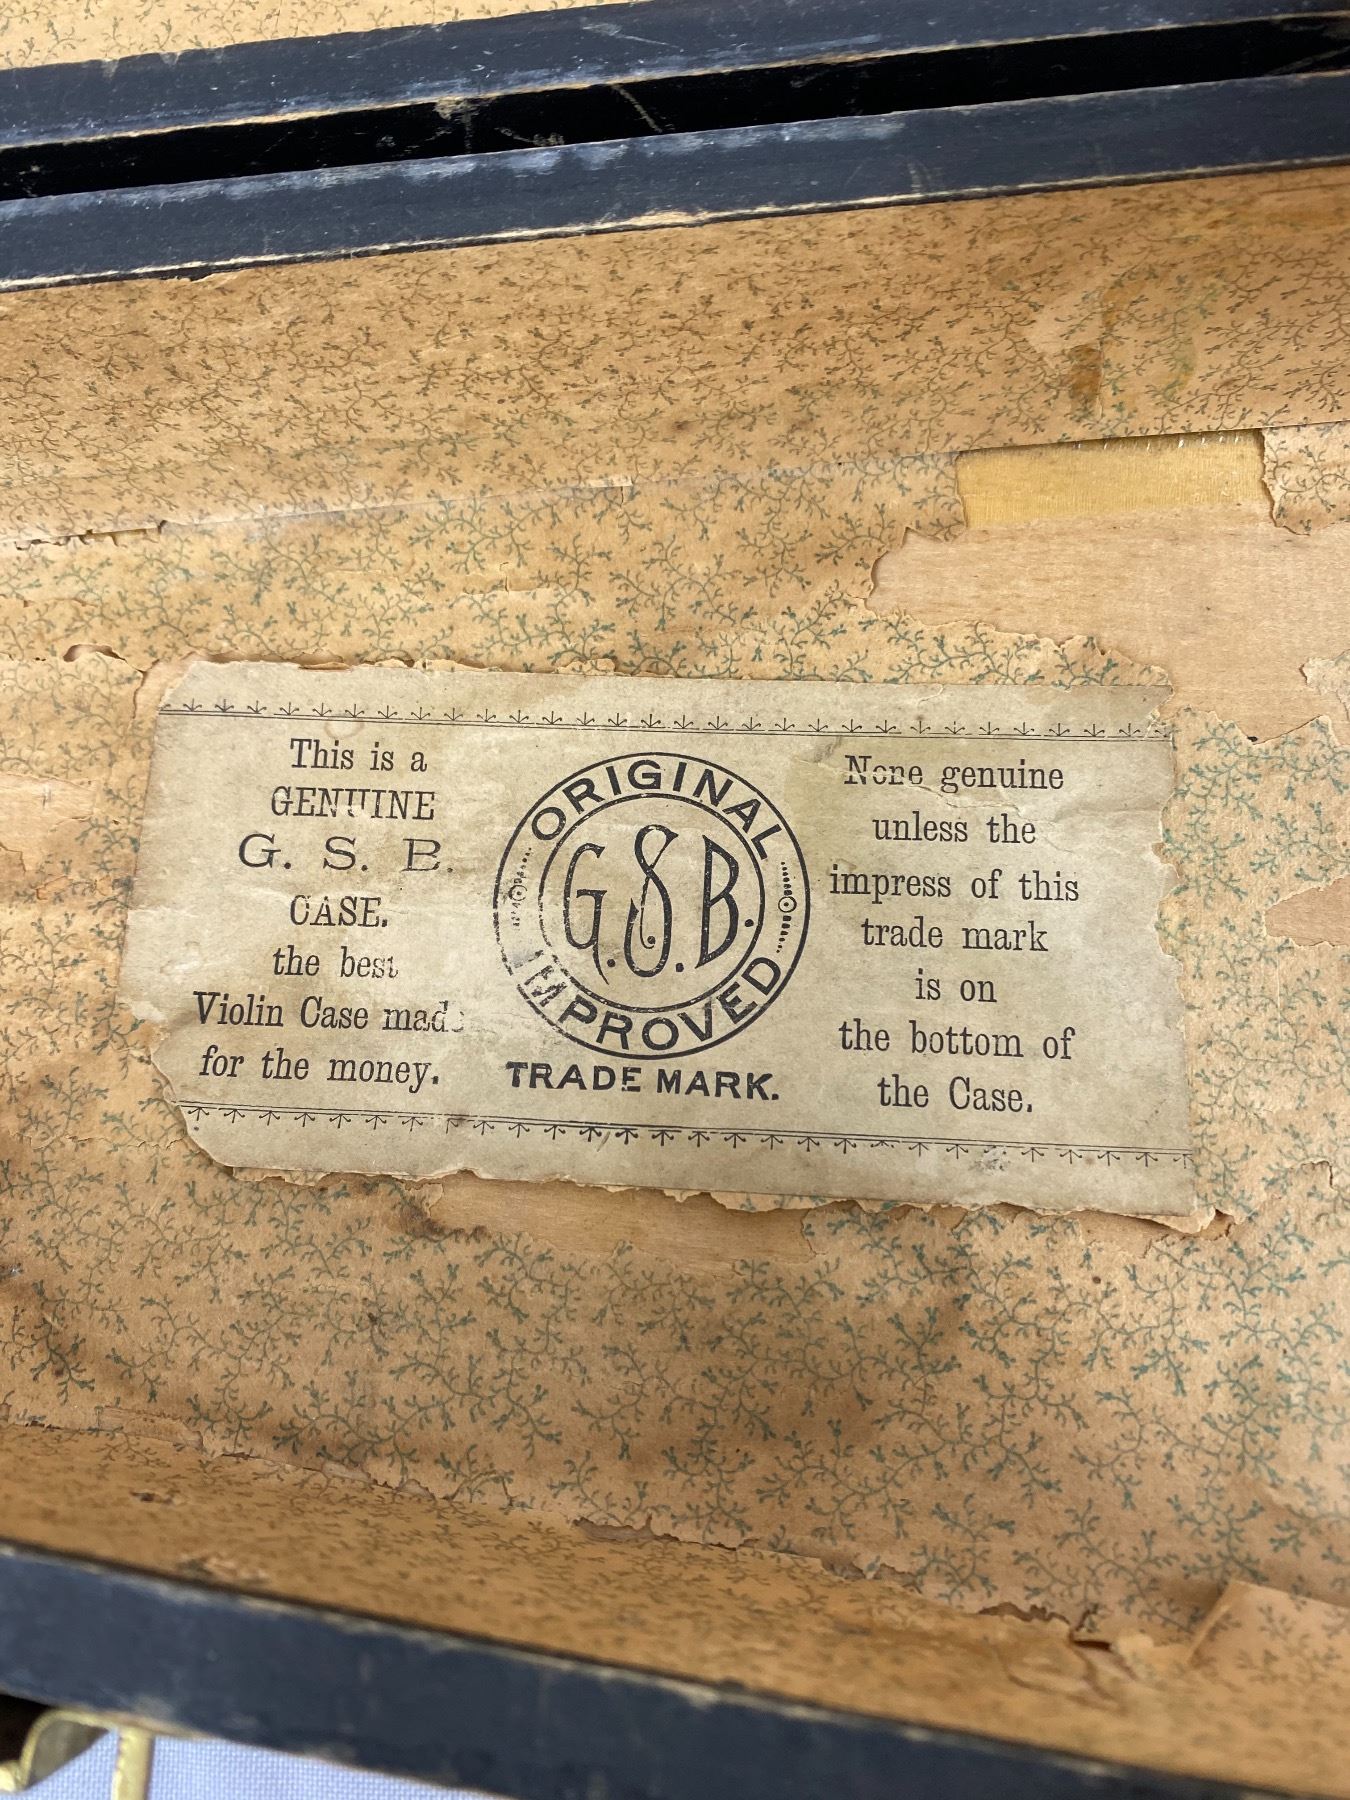 This is a
GENUINE
G. S. B.
CASE.
the best
Violin Case made
for the money.
ORIGINAL
G.S.B.
IMPROVED
TRADE MARK.
None genuine
unless the
impress of this
trade mark
is on
the bottom of
the Case.